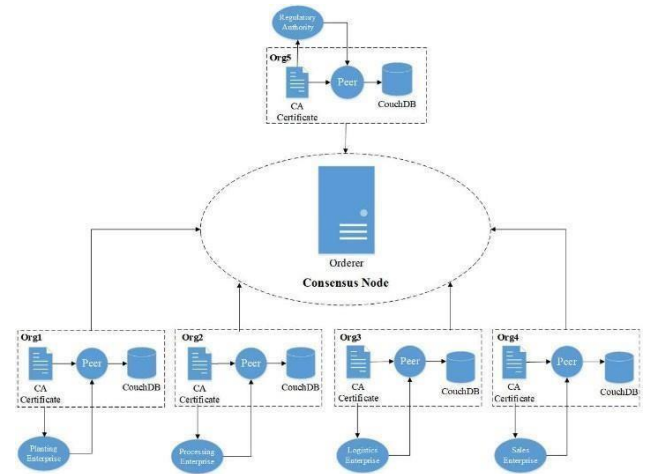 Regulatory
Authority
Org5
Peer
CA
Certificate
CouchDB
Orderer
Consensus Node
Org1
Peer
CA
Certificate
CouchDB
Planting
Enterprise
Org2
Peer
CA
Certificate
CouchDB
Processing
Enterprise
Org3
Peer
CA
Certificate
CouchDB
Logistics
Enterprise
Org4
Peer
CA
Certificate
CouchDB
Sales
Enterprise